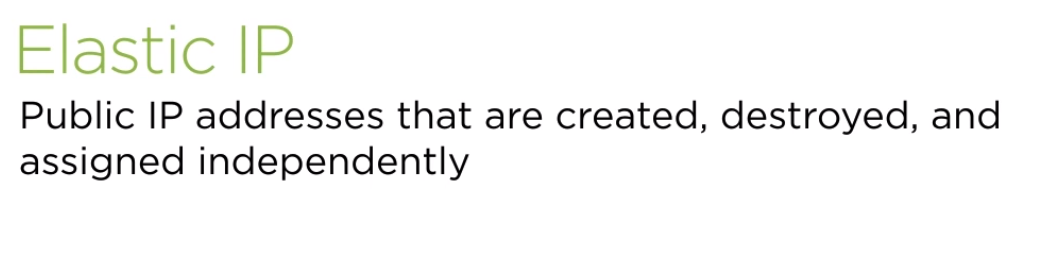 Elastic IP
Public IP addresses that are created, destroyed, and
assigned independently